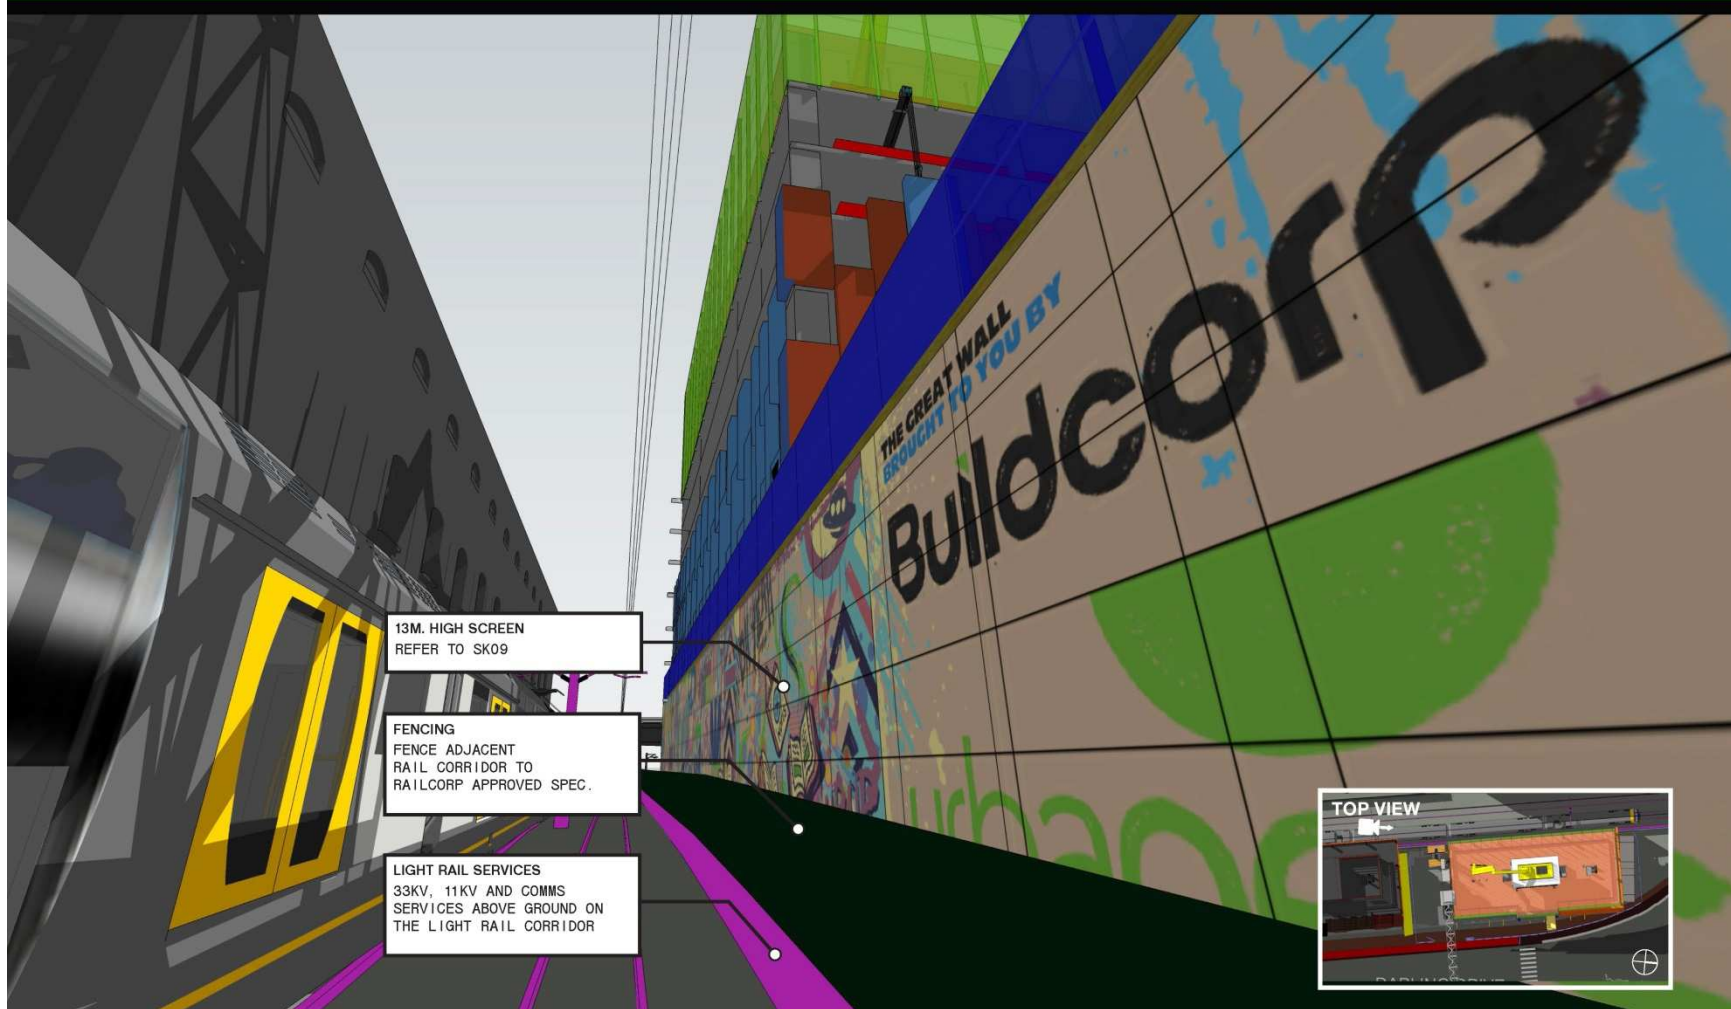 THE GREAT WALL
BROUGHT TO YOU BY
Buildcorp
13M. HIGH SCREEN
REFER TO SK09
FENCING
FENCE ADJACENT
RAIL CORRIDOR TO
RAILCORP APPROVED SPEC.
LIGHT RAIL SERVICES
33KV, 11KV AND COMMS
SERVICES ABOVE GROUND ON
THE LIGHT RAIL CORRIDOR
urbane
TOP VIEW